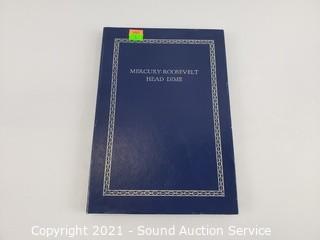 MERCURY-ROOSEVELT
HEAD DIME
Copyright 2021 - Sound Auction Service